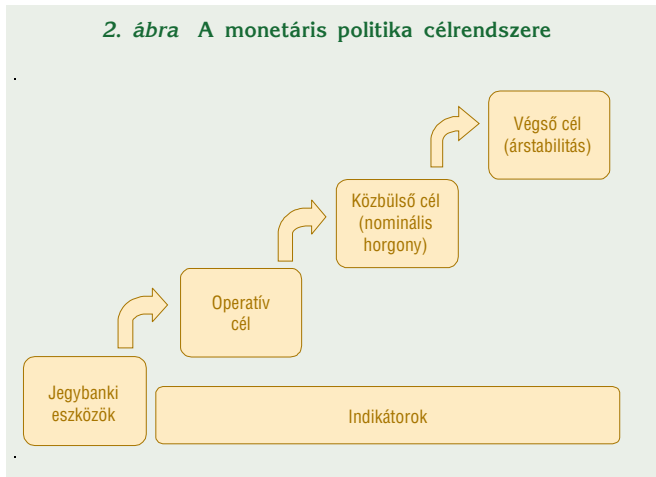 2. ábra A monetáris politika célrendszere
Végső cél
(árstabilitás)
Közbülső cél
(nominális
horgony)
Operatív
cél
Jegybanki
eszközök
Indikátorok